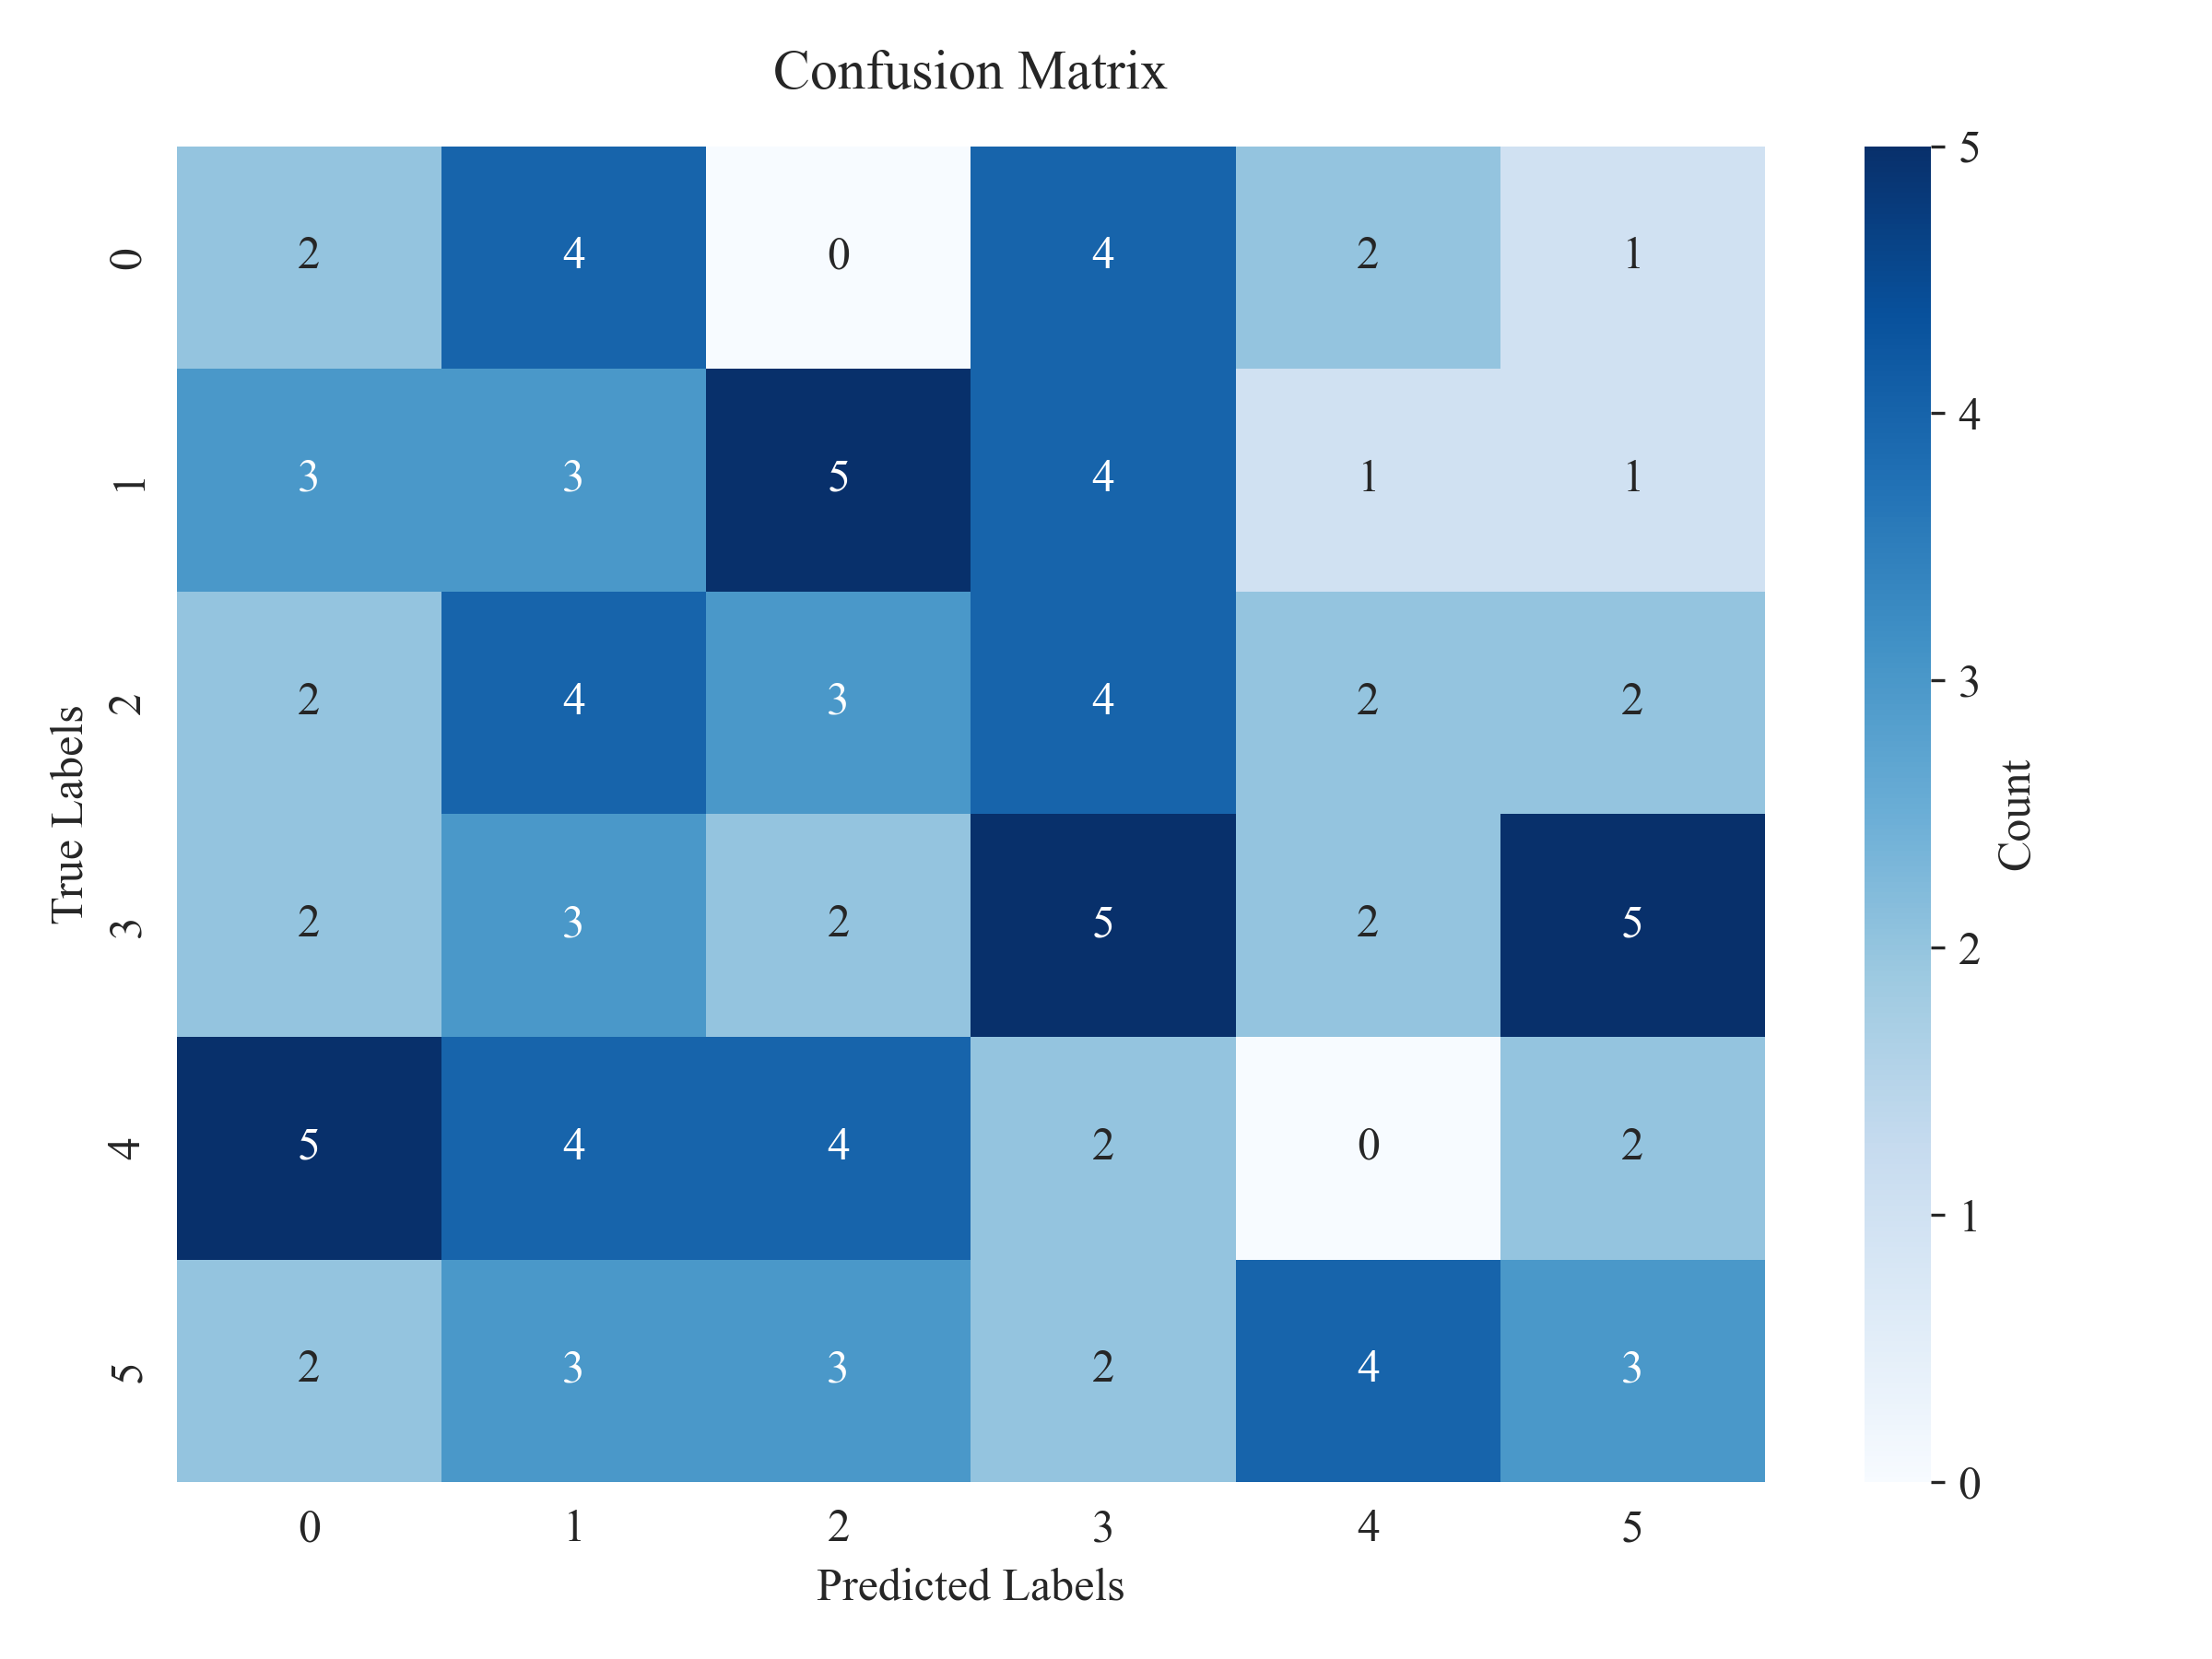 Confusion Matrix
0 2 4 0 4 2 1
1 3 3 5 4 1 1
2 2 4 3 4 2 2
3 2 3 2 5 2 5
4 5 4 4 2 0 2
5 2 3 3 2 4 3
True Labels
0 1 2 3 4 5
Predicted Labels
5
4
3
2
1
0
Count